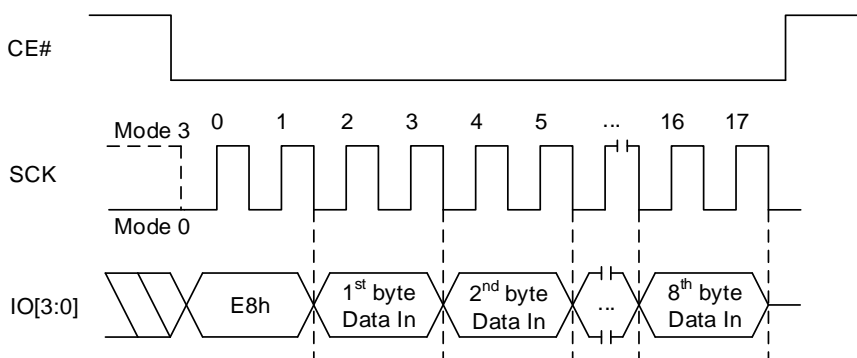 CE#
0 1 2 3 4 5 ... 16 17
Mode 3
SCK
Mode 0
IO[3:0]
E8h
1st byte
Data In
2nd byte
Data In
...
8th byte
Data In